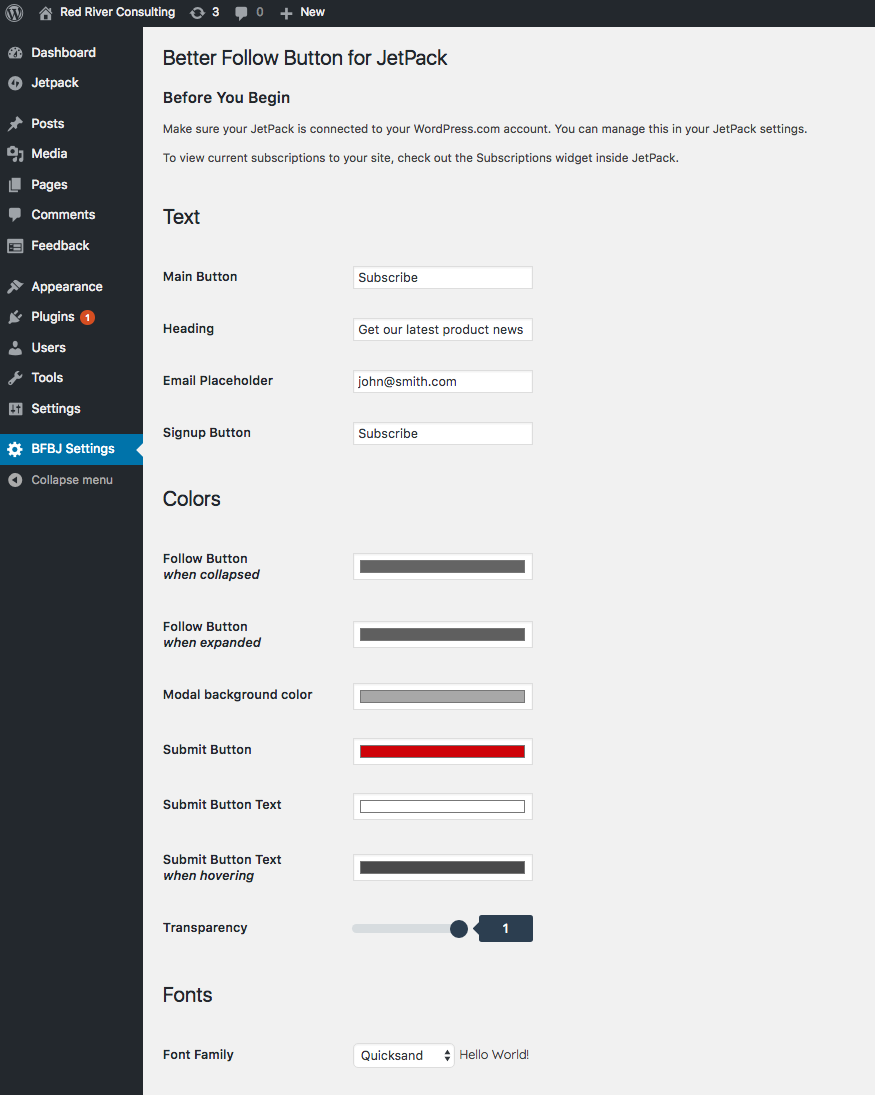 Red River Consulting 3 0 New
Dashboard
Jetpack
Posts
Media
Pages
Comments
Feedback
Appearance
Plugins 1
Users
Tools
Settings
BFBJ Settings
Collapse menu
Better Follow Button for JetPack
Before You Begin
Make sure your JetPack is connected to your WordPress.com account. You can manage this in your JetPack settings.
To view current subscriptions to your site, check out the Subscriptions widget inside JetPack.
Text
Main Button Subscribe
Heading Get our latest product news
Email Placeholder john@smith.com
Signup Button Subscribe
Colors
Follow Button
when collapsed
Follow Button
when expanded
Modal background color
Submit Button
Submit Button Text
Submit Button Text
when hovering
Transparency 1
Fonts
Font Family Quicksand Hello World!